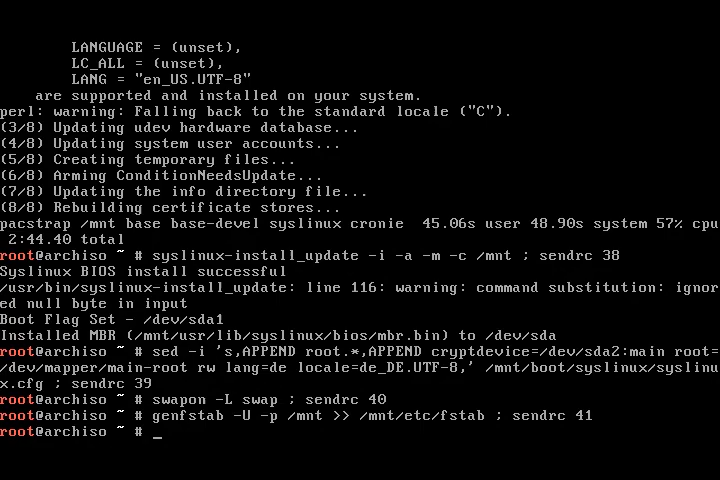 LANGUAGE = (unset),
LC_ALL = (unset),
LANG = "en_US.UTF-8"
are supported and installed on your system.
perl: warning: Falling back to the standard locale ("C").
(3/8) Updating udev hardware database...
(4/8) Updating system user accounts...
(5/8) Creating temporary files...
(6/8) Arming ConditionNeedsUpdate...
(7/8) Updating the info directory file...
(8/8) Rebuilding certificate stores...
pacstrap /mnt base base-devel syslinux cronie  45.06s user 48.90s system 57% cpu
 2:44.40 total
root@archiso ~ # syslinux-install_update -i -a -m -c /mnt ; sendrc 38
Syslinux BIOS install successful
/usr/bin/syslinux-install_update: line 116: warning: command substitution: ignor
ed null byte in input
Boot Flag Set - /dev/sda1
Installed MBR (/mnt/usr/lib/syslinux/bios/mbr.bin) to /dev/sda
root@archiso ~ # sed -i 's,APPEND root.*,APPEND cryptdevice=/dev/sda2:main root=
/dev/mapper/main-root rw lang=de locale=de_DE.UTF-8,' /mnt/boot/syslinux/syslinu
x.cfg ; sendrc 39
root@archiso ~ # swapon -L swap ; sendrc 40
root@archiso ~ # genfstab -U -p /mnt >> /mnt/etc/fstab ; sendrc 41
root@archiso ~ # _